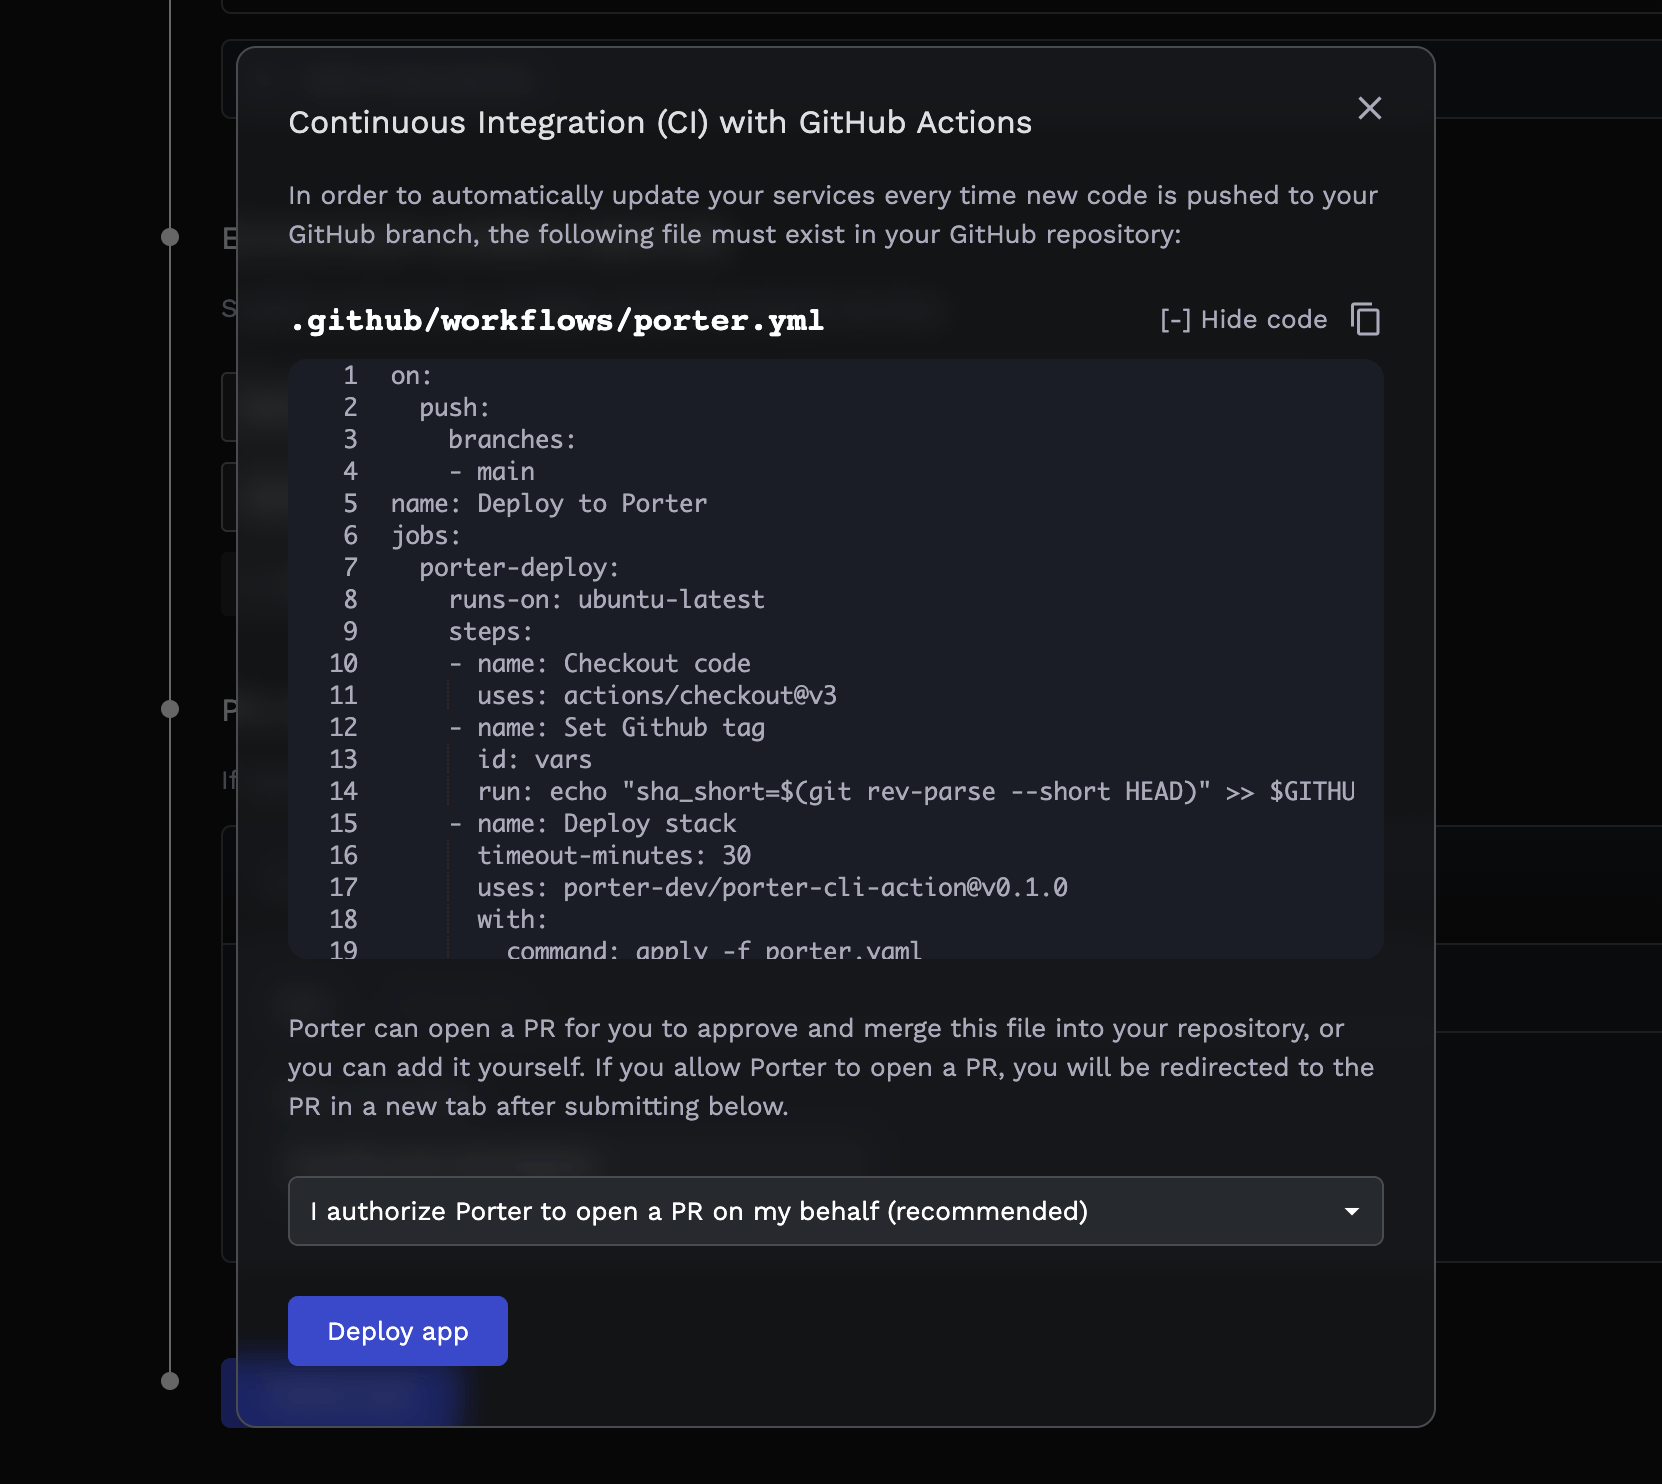 Continuous Integration (CI) with GitHub Actions
In order to automatically update your services every time new code is pushed to your
GitHub branch, the following file must exist in your GitHub repository:
.github/workflows/porter.yml
[-] Hide code
1 on:
2   push:
3     branches:
4     - main
5 name: Deploy to Porter
6 jobs:
7   porter-deploy:
8     runs-on: ubuntu-latest
9     steps:
10     - name: Checkout code
11       uses: actions/checkout@v3
12     - name: Set Github tag
13       id: vars
14       run: echo "sha_short=$(git rev-parse --short HEAD)" >> $GITHU
15     - name: Deploy stack
16       timeout-minutes: 30
17       uses: porter-dev/porter-cli-action@v0.1.0
18       with:
19         command: apply -f porter.yaml
Porter can open a PR for you to approve and merge this file into your repository, or
you can add it yourself. If you allow Porter to open a PR, you will be redirected to the
PR in a new tab after submitting below.
I authorize Porter to open a PR on my behalf (recommended)
Deploy app